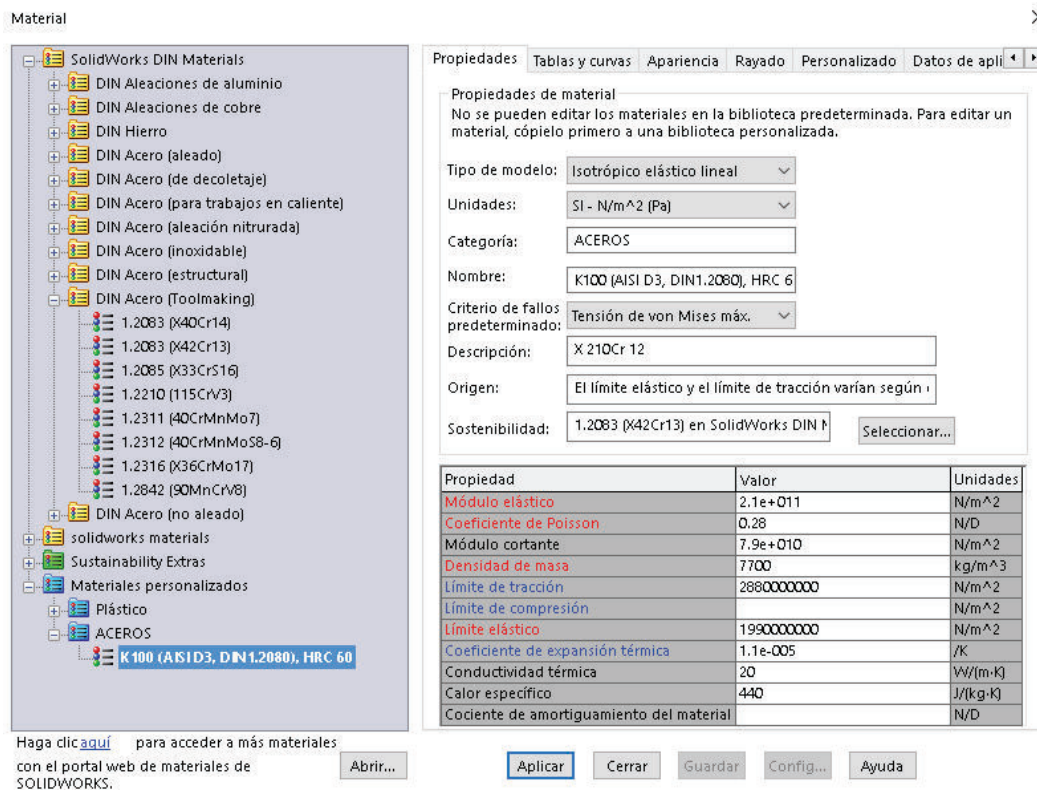 Material
SolidWorks DIN Materials
DIN Aleaciones de aluminio
DIN Aleaciones de cobre
DIN Hierro
DIN Acero (aleado)
DIN Acero (de decoletaje)
DIN Acero (para trabajos en caliente)
DIN Acero (aleación nitrurada)
DIN Acero (inoxidable)
DIN Acero (estructural)
DIN Acero (Toolmaking)
1.2083 (X40Cr14)
1.2083 (X42Cr13)
1.2085 (X33CrS16)
1.2210 (115CrV3)
1.2311 (40CrMnMo7)
1.2312 (40CrMnMoS8-6)
1.2316 (X36CrMo17)
1.2842 (90MnCrV8)
DIN Acero (no aleado)
solidworks materials
Sustainability Extras
Materiales personalizados
Plástico
ACEROS
K100 (AISI D3, DIN1.2080), HRC 60
Haga clic aquí para acceder a más materiales
con el portal web de materiales de
SOLIDWORKS.
Abrir...
Propiedades Tablas y curvas Apariencia Rayado Personalizado Datos de apli
Propiedades de material
No se pueden editar los materiales en la biblioteca predeterminada. Para editar un
material, cópielo primero a una biblioteca personalizada.
Tipo de modelo: Isotrópico elástico lineal
Unidades: SI - N/m^2 (Pa)
Categoría: ACEROS
Nombre: K100 (AISI D3, DIN1.2080), HRC 6
Criterio de fallos
predeterminado: Tensión de von Mises máx.
Descripción: X 210Cr 12
Origen: El límite elástico y el límite de tracción varían según
Sostenibilidad: 1.2083 (X42Cr13) en SolidWorks DIN M
Seleccionar...
Propiedad Valor Unidades
Módulo elástico 2.1e+011 N/m^2
Coeficiente de Poisson 0.28 N/D
Módulo cortante 7.9e+010 N/m^2
Densidad de masa 7700 kg/m^3
Límite de tracción 2880000000 N/m^2
Límite de compresión N/m^2
Límite elástico 1990000000 N/m^2
Coeficiente de expansión térmica 1.1e-005 /K
Conductividad térmica 20 W/(m·K)
Calor específico 440 J/(kg·K)
Cociente de amortiguamiento del material N/D
Aplicar Cerrar Guardar Config... Ayuda